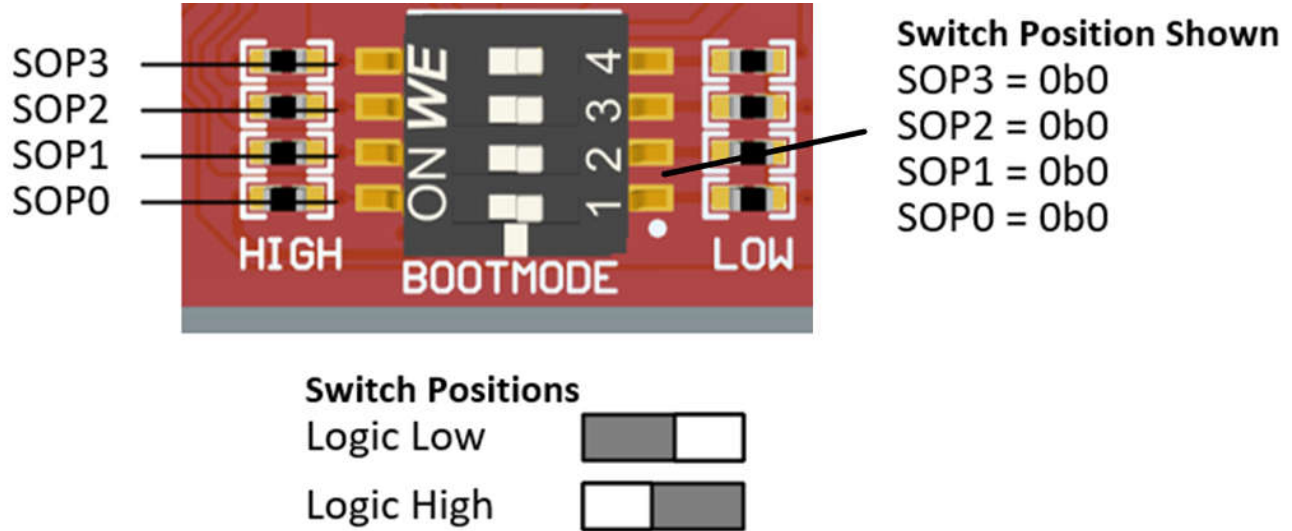 SOP3
SOP2
SOP1
SOP0
HIGH
ON WE
4
3
2
1
BOOTMODE
LOW
Switch Position Shown
SOP3 = 0b0
SOP2 = 0b0
SOP1 = 0b0
SOP0 = 0b0
Switch Positions
Logic Low
Logic High